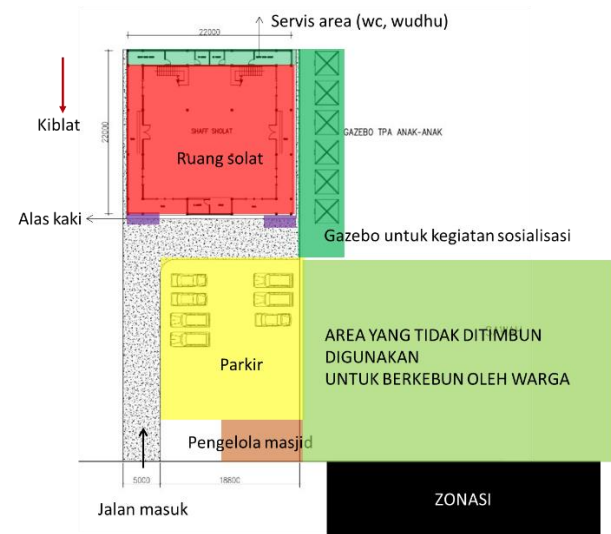 Servis area (wc, wudhu)
22000
22000
Kiblat
SHAFF SHOLAT
Ruang solat
GAZEBO TPA ANAK-ANAK
Alas kaki
Gazebo untuk kegiatan sosialisasi
AREA YANG TIDAK DITIMBUN
DIGUNAKAN
UNTUK BERKEBUN OLEH WARGA
Parkir
Pengelola masjid
5000
18800
Jalan masuk
ZONASI